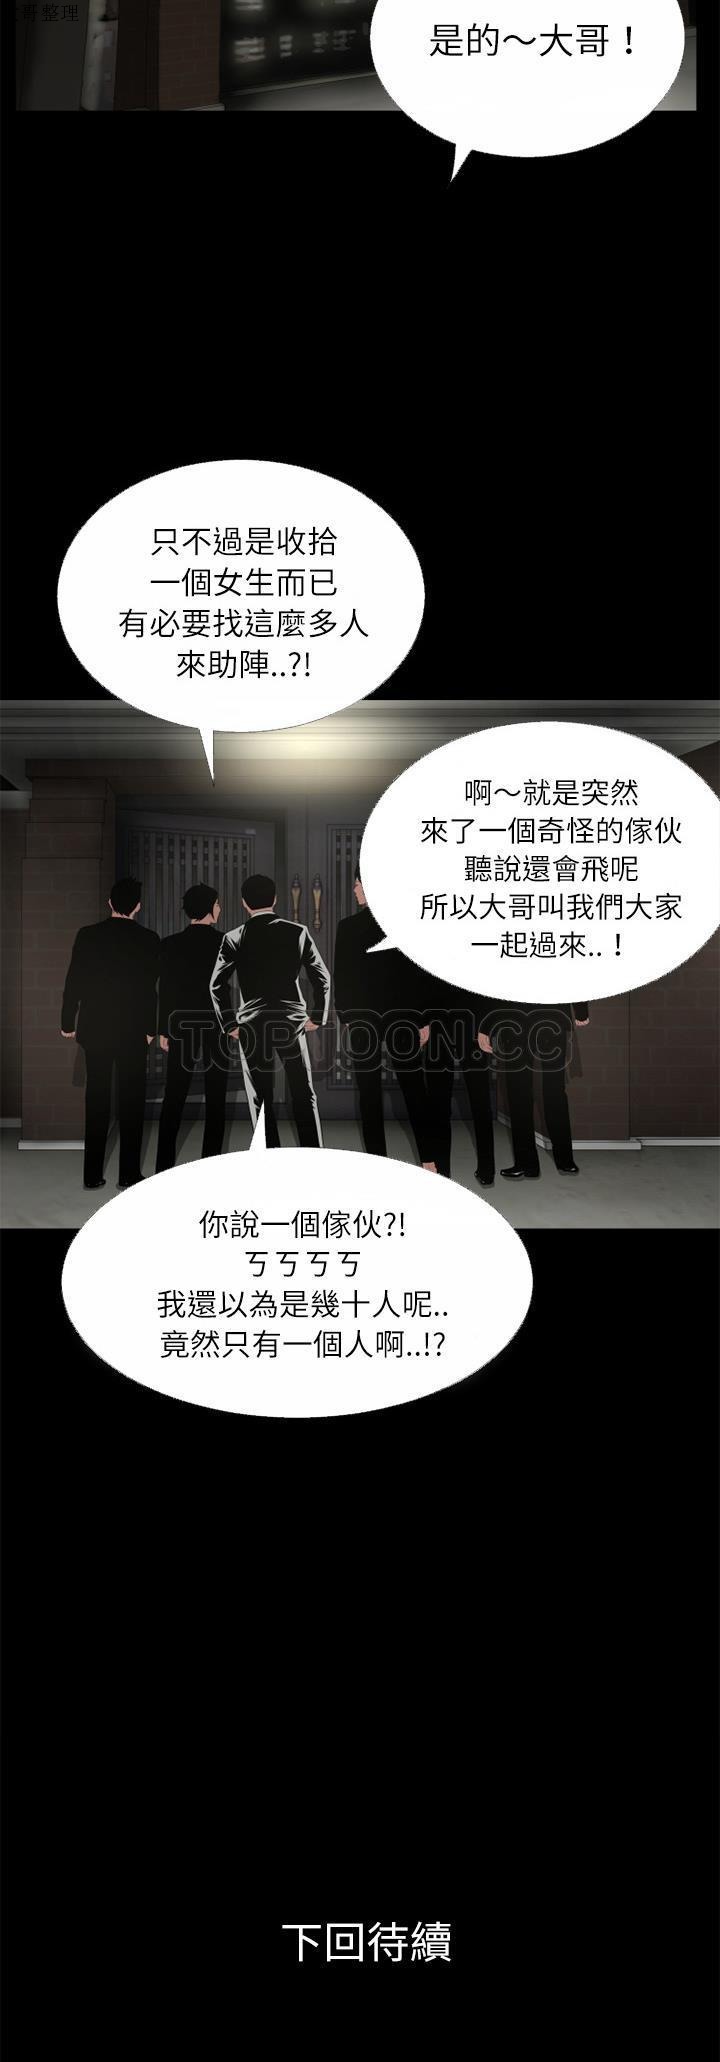 哥整理
是的～大哥！
只不過是收拾
一個女生而已
有必要找這麼多人
來助陣..?!
啊～就是突然
來了一個奇怪的傢伙
聽說還會飛呢
所以大哥叫我們大家
一起過來..！
TOPTOON.CC
你說一個傢伙?!
ㄎㄎㄎㄎ
我還以為是幾十人呢..
竟然只有一個人啊..!?
下回待續